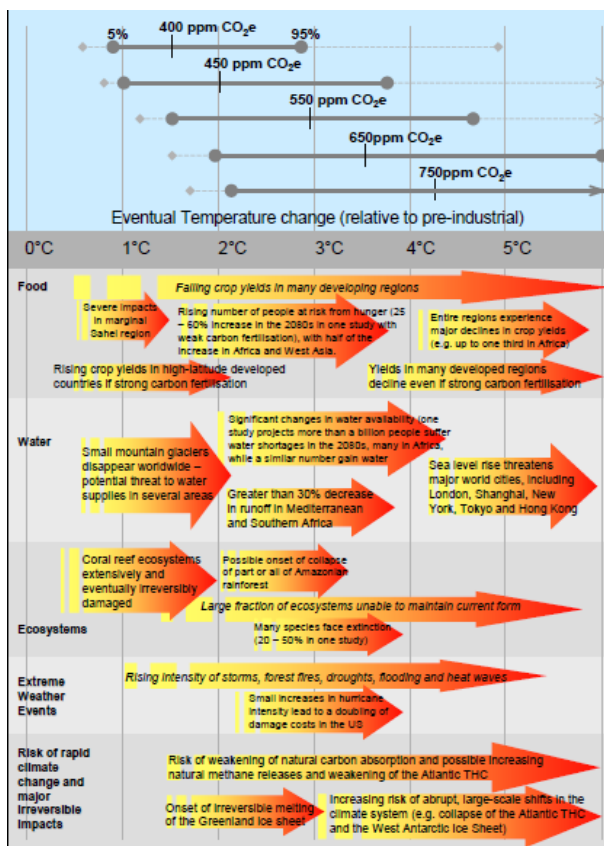 5%
400 ppm CO₂e
95%
450 ppm CO₂e
550 ppm CO₂e
650ppm CO₂e
750ppm CO₂e
Eventual Temperature change (relative to pre-industrial)
0°C 1°C 2°C 3°C 4°C 5°C
Food
Falling crop yields in many developing regions
Severe impacts
in marginal
Sahel region
Rising number of people at risk from hunger (25
– 60% increase in the 2080s in one study with
weak carbon fertilisation), with half of the
increase in Africa and West Asia.
Entire regions experience
major declines in crop yields
(e.g. up to one third in Africa)
Rising crop yields in high-latitude developed
countries if strong carbon fertilisation
Yields in many developed regions
decline even if strong carbon fertilisation
Water
Small mountain glaciers
disappear worldwide –
potential threat to water
supplies in several areas
Significant changes in water availability (one
study projects more than a billion people suffer
water shortages in the 2080s, many in Africa,
while a similar number gain water
Greater than 30% decrease
in runoff in Mediterranean
and Southern Africa
Sea level rise threatens
major world cities, including
London, Shanghai, New
York, Tokyo and Hong Kong
Ecosystems
Coral reef ecosystems
extensively and
eventually irreversibly
damaged
Possible onset of collapse
of part or all of Amazonian
rainforest
Large fraction of ecosystems unable to maintain current form
Many species face extinction
(20 – 50% in one study)
Extreme
Weather
Events
Rising intensity of storms, forest fires, droughts, flooding and heat waves
Small increases in hurricane
intensity lead to a doubling of
damage costs in the US
Risk of rapid
climate
change and
major
irreversible
impacts
Risk of weakening of natural carbon absorption and possible increasing
natural methane releases and weakening of the Atlantic THC
Onset of irreversible melting
of the Greenland ice sheet
Increasing risk of abrupt, large-scale shifts in the
climate system (e.g. collapse of the Atlantic THC
and the West Antarctic Ice Sheet)